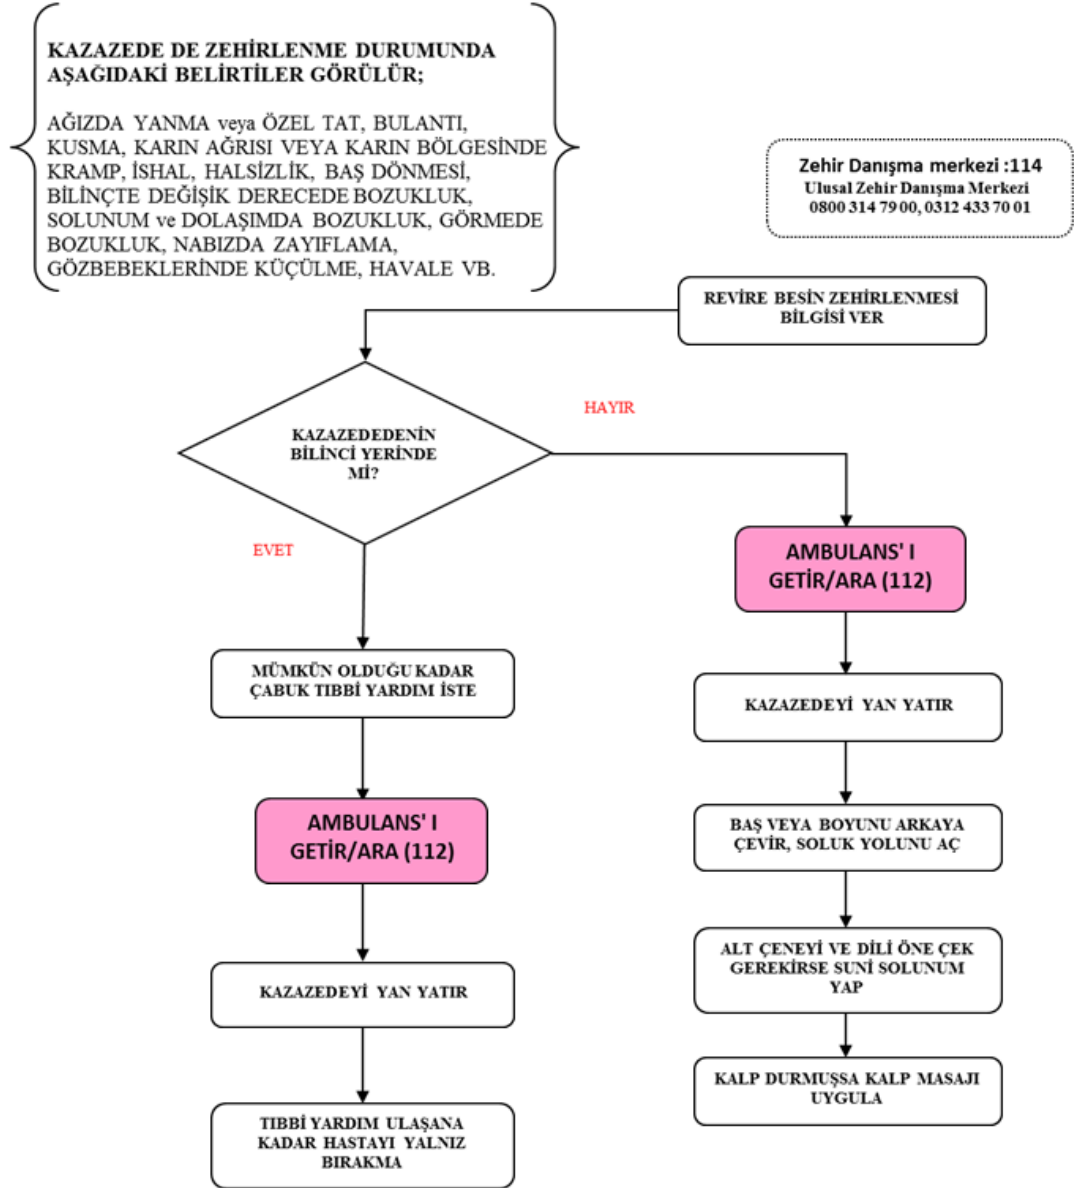 KAZAZEDE DE ZEHİRLENME DURUMUNDA
AŞAĞIDAKİ BELİRTİLER GÖRÜLÜR;
AĞIZDA YANMA veya ÖZEL TAT, BULANTI,
KUSMA, KARIN AĞRISI VEYA KARIN BÖLGESİNDE
KRAMP, İSHAL, HALSİZLİK, BAŞ DÖNMESİ,
BİLİNÇTE DEĞİŞİK DERECEDE BOZUKLUK,
SOLUNUM ve DOLAŞIMDA BOZUKLUK, GÖRMEDE
BOZUKLUK, NABIZDA ZAYIFLAMA,
GÖZBEBEKLERİNDE KÜÇÜLME, HAVALE VB.
Zehir Danışma merkezi :114
Ulusal Zehir Danışma Merkezi
0800 314 79 00, 0312 433 70 01
REVİRE BESİN ZEHİRLENMESİ
BİLGİSİ VER
KAZAZEDEDENİN
BİLİNCİ YERİNDE
Mİ?
HAYIR
EVET
AMBULANS' I
GETİR/ARA (112)
MÜMKÜN OLDUĞU KADAR
ÇABUK TIBBİ YARDIM İSTE
KAZAZEDEYİ YAN YATIR
AMBULANS' I
GETİR/ARA (112)
BAŞ VEYA BOYUNU ARKAYA
ÇEVİR, SOLUK YOLUNU AÇ
KAZAZEDEYİ YAN YATIR
ALT ÇENEYİ VE DİLİ ÖNE ÇEK
GEREKİRSE SUNİ SOLUNUM
YAP
TIBBİ YARDIM ULAŞANA
KADAR HASTAYI YALNIZ
BIRAKMA
KALP DURMUŞSA KALP MASAJI
UYGULA